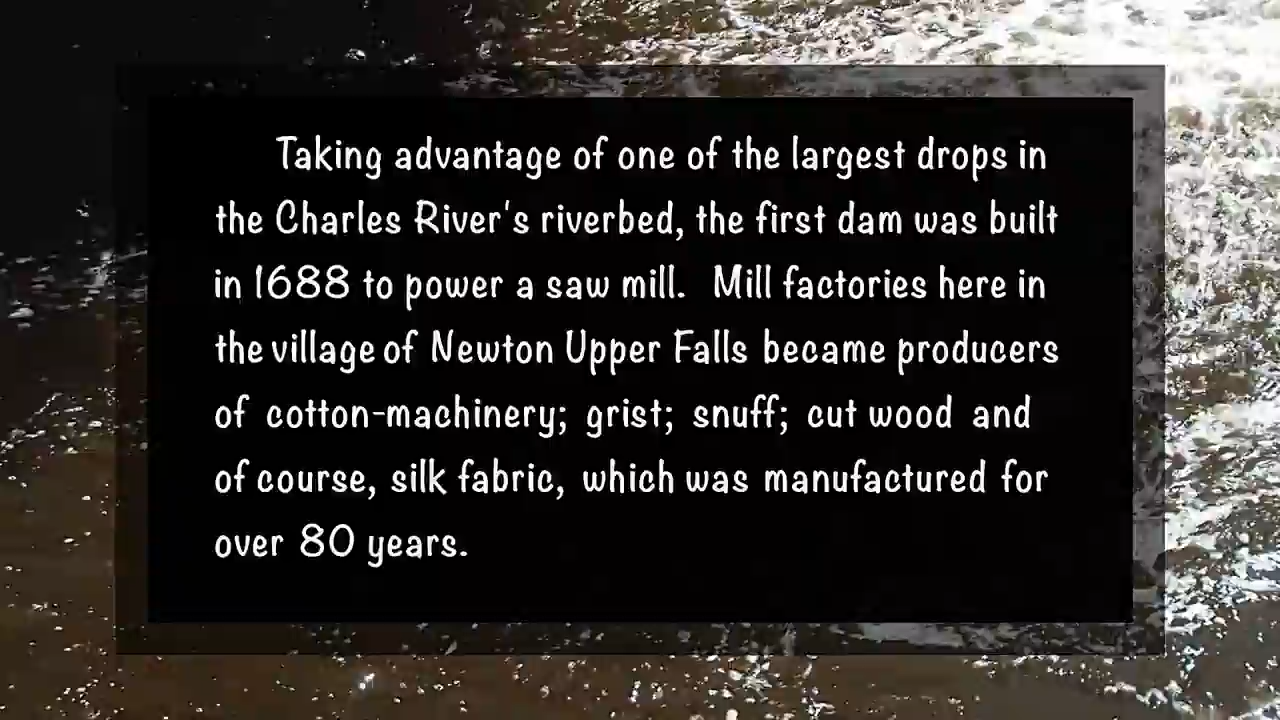 Taking advantage of one of the largest drops in
the Charles River's riverbed, the first dam was built
in 1688 to power a saw mill. Mill factories here in
the village of Newton Upper Falls became producers
of cotton-machinery; grist; snuff; cut wood and
of course, silk fabric, which was manufactured for
over 80 years.